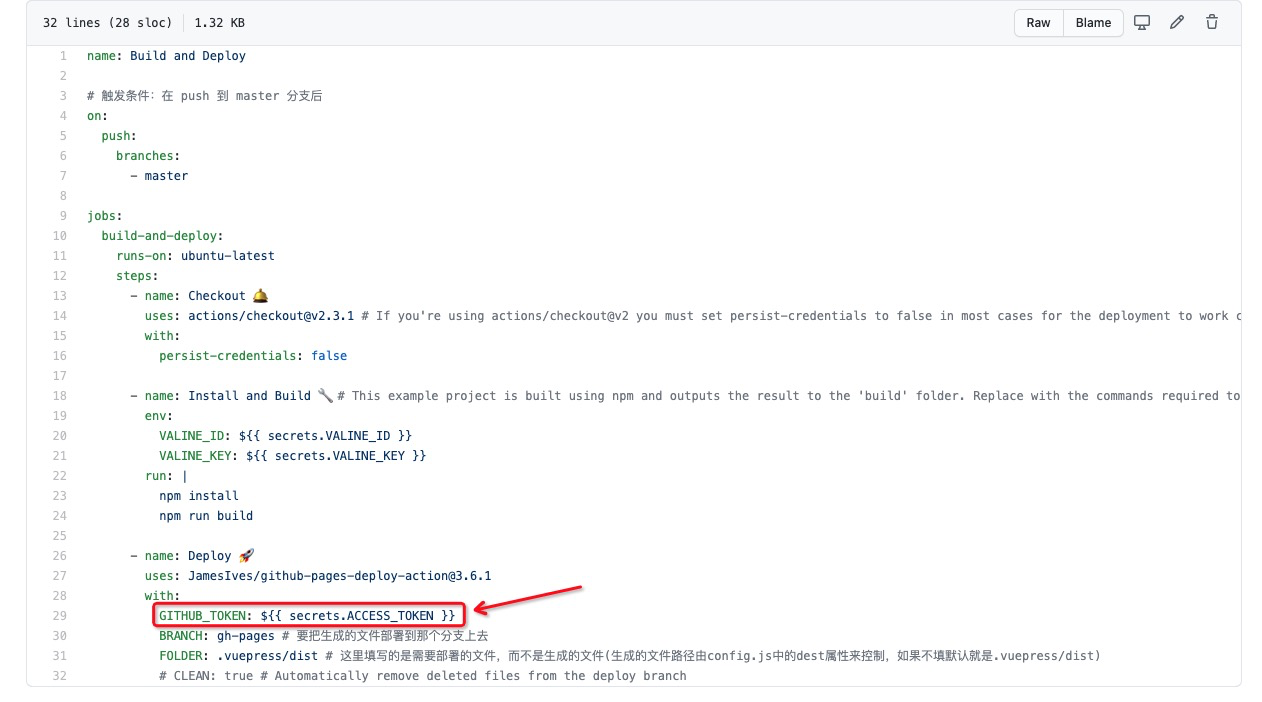 32 lines (28 sloc) 1.32 KB Raw Blame
1 name: Build and Deploy
2
3 # 触发条件: 在 push 到 master 分支后
4 on:
5 push:
6 branches:
7 - master
8
9 jobs:
10 build-and-deploy:
11 runs-on: ubuntu-latest
12 steps:
13 - name: Checkout 🛎️
14 uses: actions/checkout@v2.3.1 # If you're using actions/checkout@v2 you must set persist-credentials to false in most cases for the deployment to work c
15 with:
16 persist-credentials: false
17
18 - name: Install and Build 🔧 # This example project is built using npm and outputs the result to the 'build' folder. Replace with the commands required to
19 env:
20 VALINE_ID: ${{ secrets.VALINE_ID }}
21 VALINE_KEY: ${{ secrets.VALINE_KEY }}
22 run: |
23 npm install
24 npm run build
25
26 - name: Deploy 🚀
27 uses: JamesIves/github-pages-deploy-action@3.6.1
28 with:
29 GITHUB_TOKEN: ${{ secrets.ACCESS_TOKEN }}
30 BRANCH: gh-pages # 要把生成的文件部署到那个分支上去
31 FOLDER: .vuepress/dist # 这里填写的是需要部署的文件，而不是生成的文件(生成的文件路径由config.js中的dest属性来控制，如果不填默认就是.vuepress/dist)
32 # CLEAN: true # Automatically remove deleted files from the deploy branch